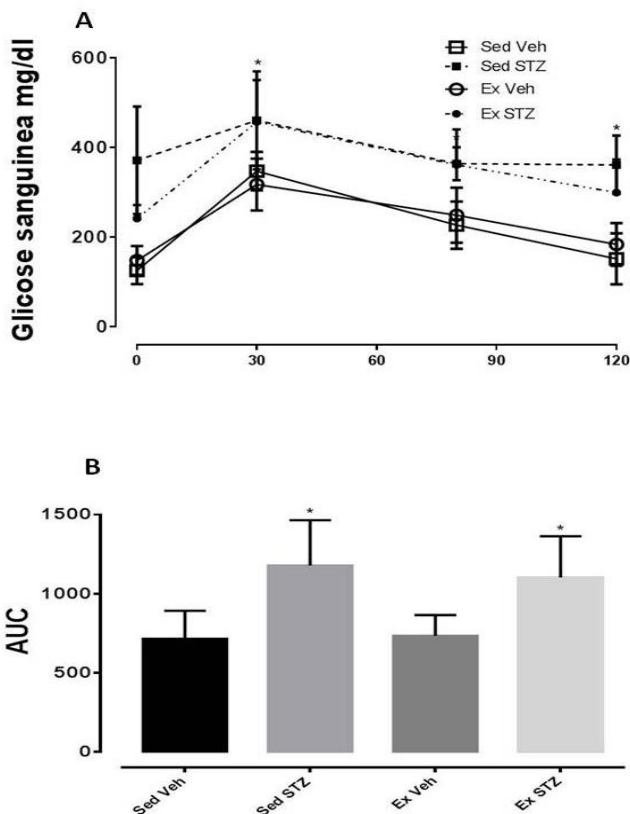 A
Glicose sanguinea mg/dl
600
400
200
0
0
30
60
90
120
*
*
*
Sed Veh
Sed STZ
Ex Veh
Ex STZ
B
AUC
1500
1000
500
0
*
*
Sed Veh
Sed STZ
Ex Veh
Ex STZ